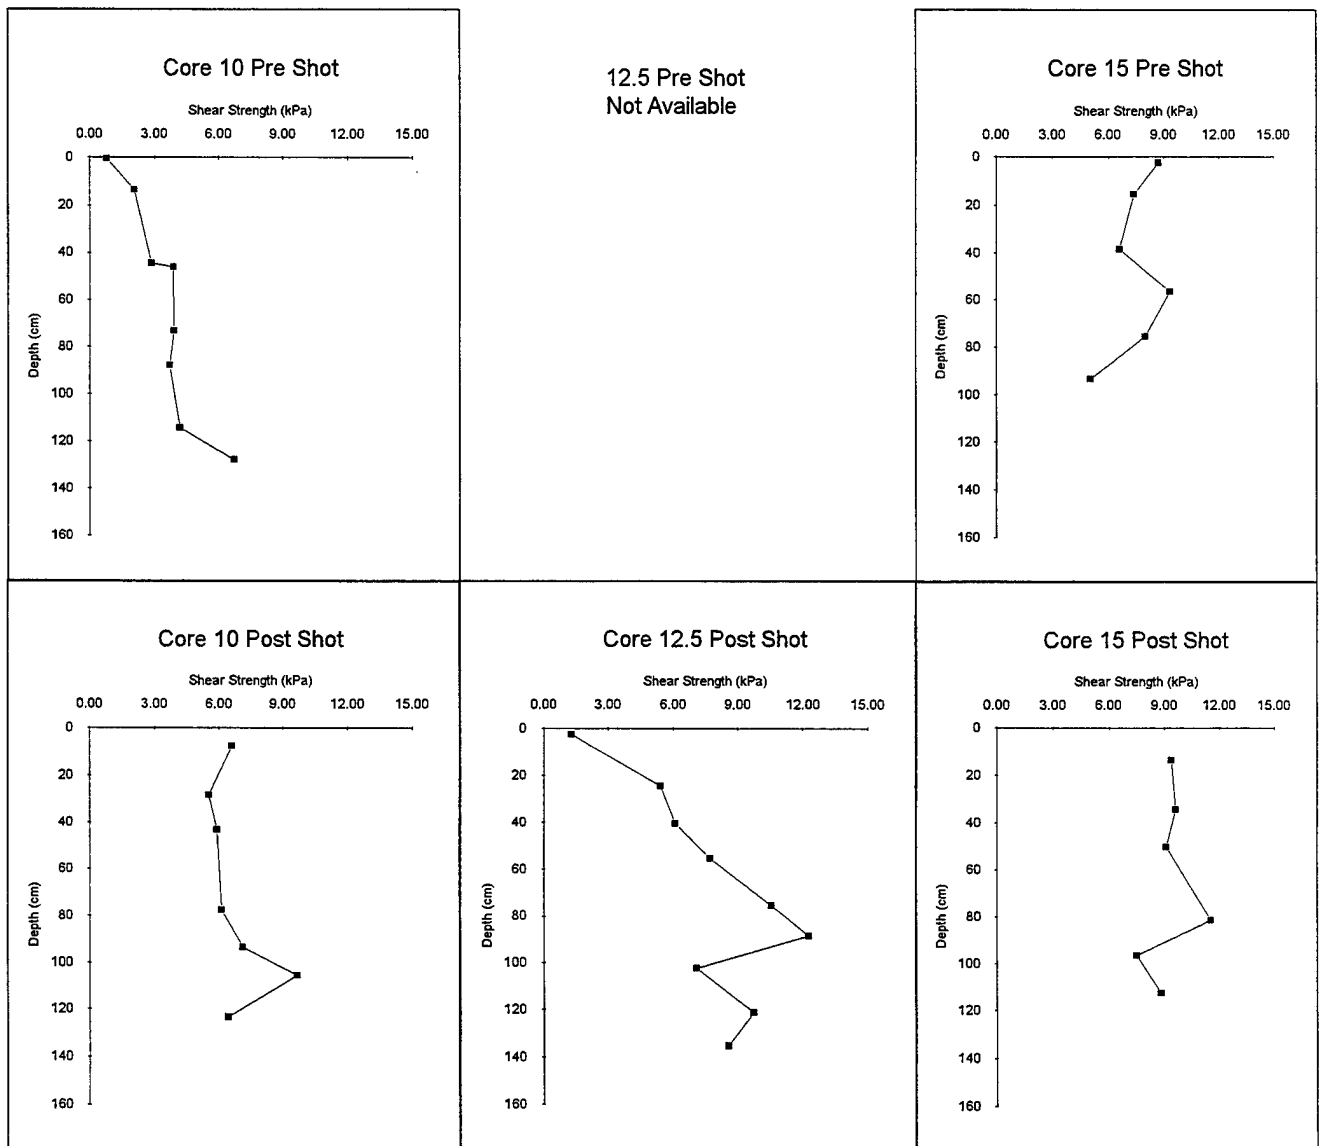 Core 10 Pre Shot
Shear Strength (kPa)
0.00 3.00 6.00 9.00 12.00 15.00
0
20
40
60
80
100
120
140
160
Depth (cm)
12.5 Pre Shot
Not Available
Core 15 Pre Shot
Shear Strength (kPa)
0.00 3.00 6.00 9.00 12.00 15.00
0
20
40
60
80
100
120
140
160
Depth (cm)
Core 10 Post Shot
Shear Strength (kPa)
0.00 3.00 6.00 9.00 12.00 15.00
0
20
40
60
80
100
120
140
160
Depth (cm)
Core 12.5 Post Shot
Shear Strength (kPa)
0.00 3.00 6.00 9.00 12.00 15.00
0
20
40
60
80
100
120
140
160
Depth (cm)
Core 15 Post Shot
Shear Strength (kPa)
0.00 3.00 6.00 9.00 12.00 15.00
0
20
40
60
80
100
120
140
160
Depth (cm)